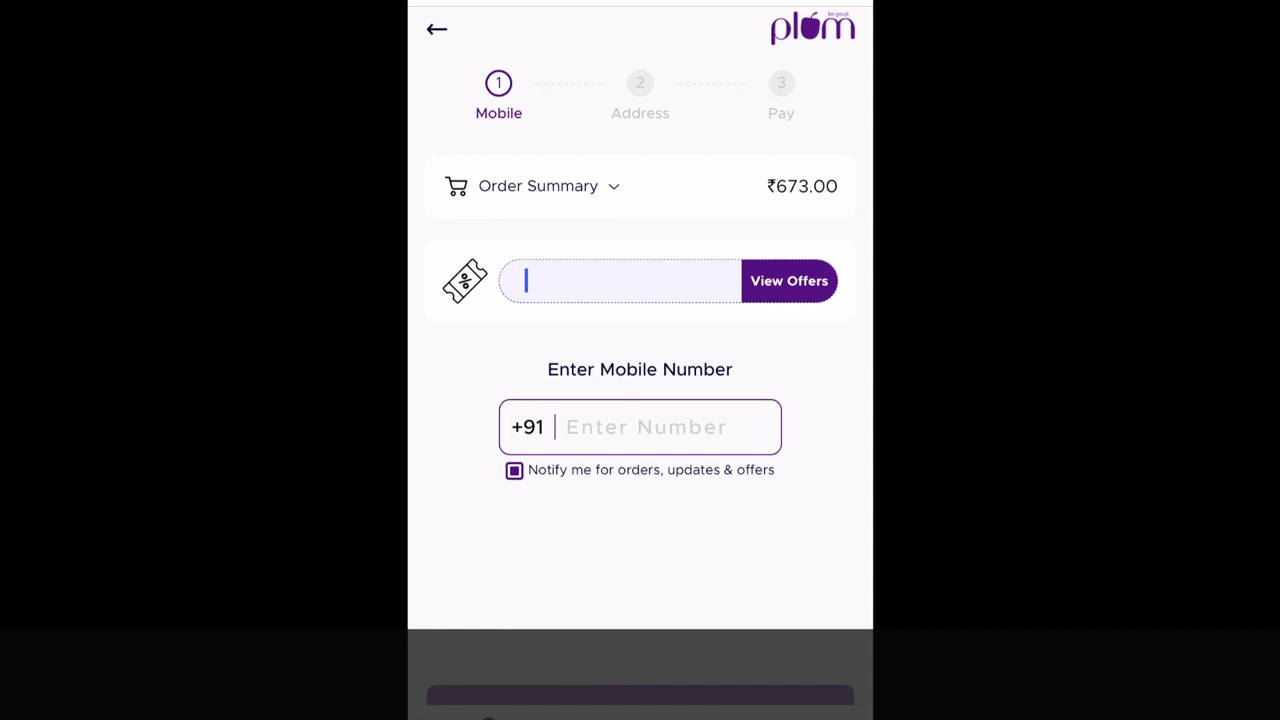 be good
plum
1
2
3
Mobile
Address
Pay
Order Summary
₹673.00
View Offers
Enter Mobile Number
+91
Enter Number
Notify me for orders, updates & offers